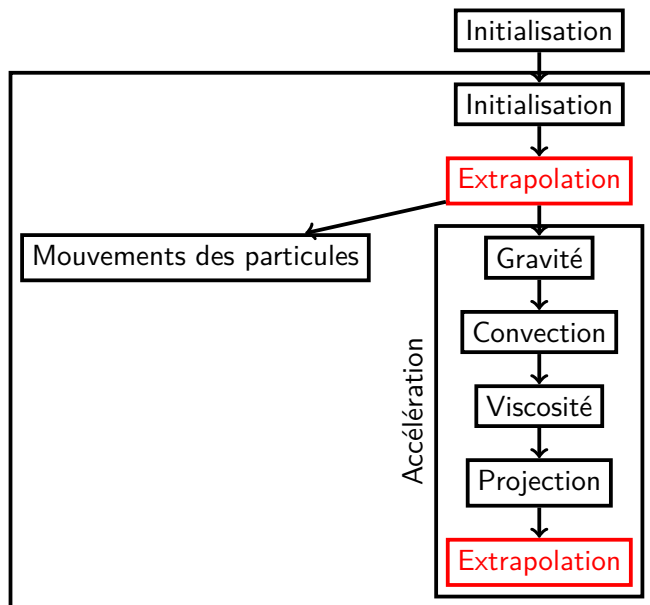 Initialisation
Initialisation
Extrapolation
Mouvements des particules
Gravité
Convection
Accélération
Viscosité
Projection
Extrapolation